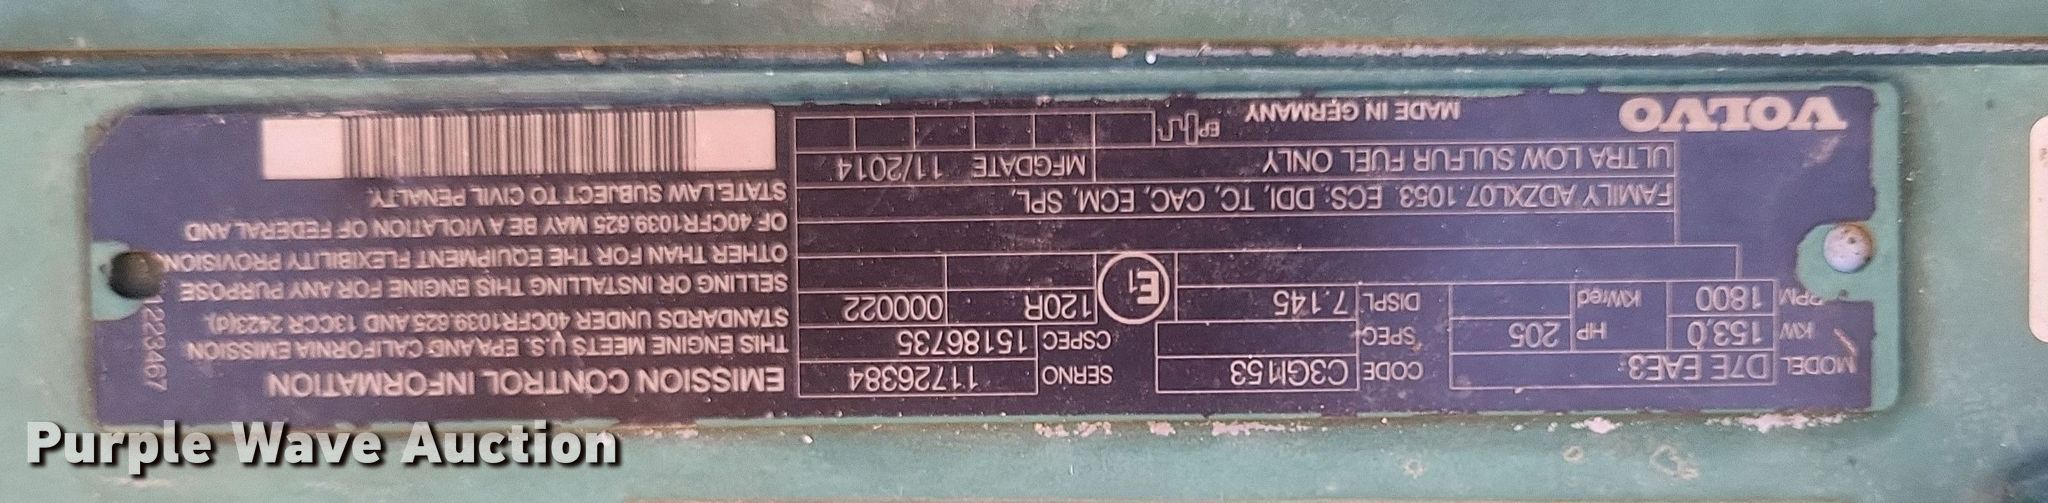 VOLVO
MADE IN GERMANY
EP
ULTRA LOW SULFUR FUEL ONLY MFGDATE 11/2014
FAMILY ADZXL07.1053 ECS: DDI, TC, CAC, ECM, SPL,
RPM 1800 KWred DISPL 7.145 E1 120R 000022
KW 153,0 HP 205 SPEC CSPEC 15186735
MODEL D7E EAE3 CODE C3GM53 SERNO 11726384
EMISSION CONTROL INFORMATION
THIS ENGINE MEETS U.S. EPA AND CALIFORNIA EMISSION
STANDARDS UNDER 40CFR1039.625 AND 13CCR 2423(d).
SELLING OR INSTALLING THIS ENGINE FOR ANY PURPOSE
OTHER THAN FOR THE EQUIPMENT FLEXIBILITY PROVISION
OF 40CFR1039.625 MAY BE A VIOLATION OF FEDERAL AND
STATE LAW SUBJECT TO CIVIL PENALTY.
Purple Wave Auction